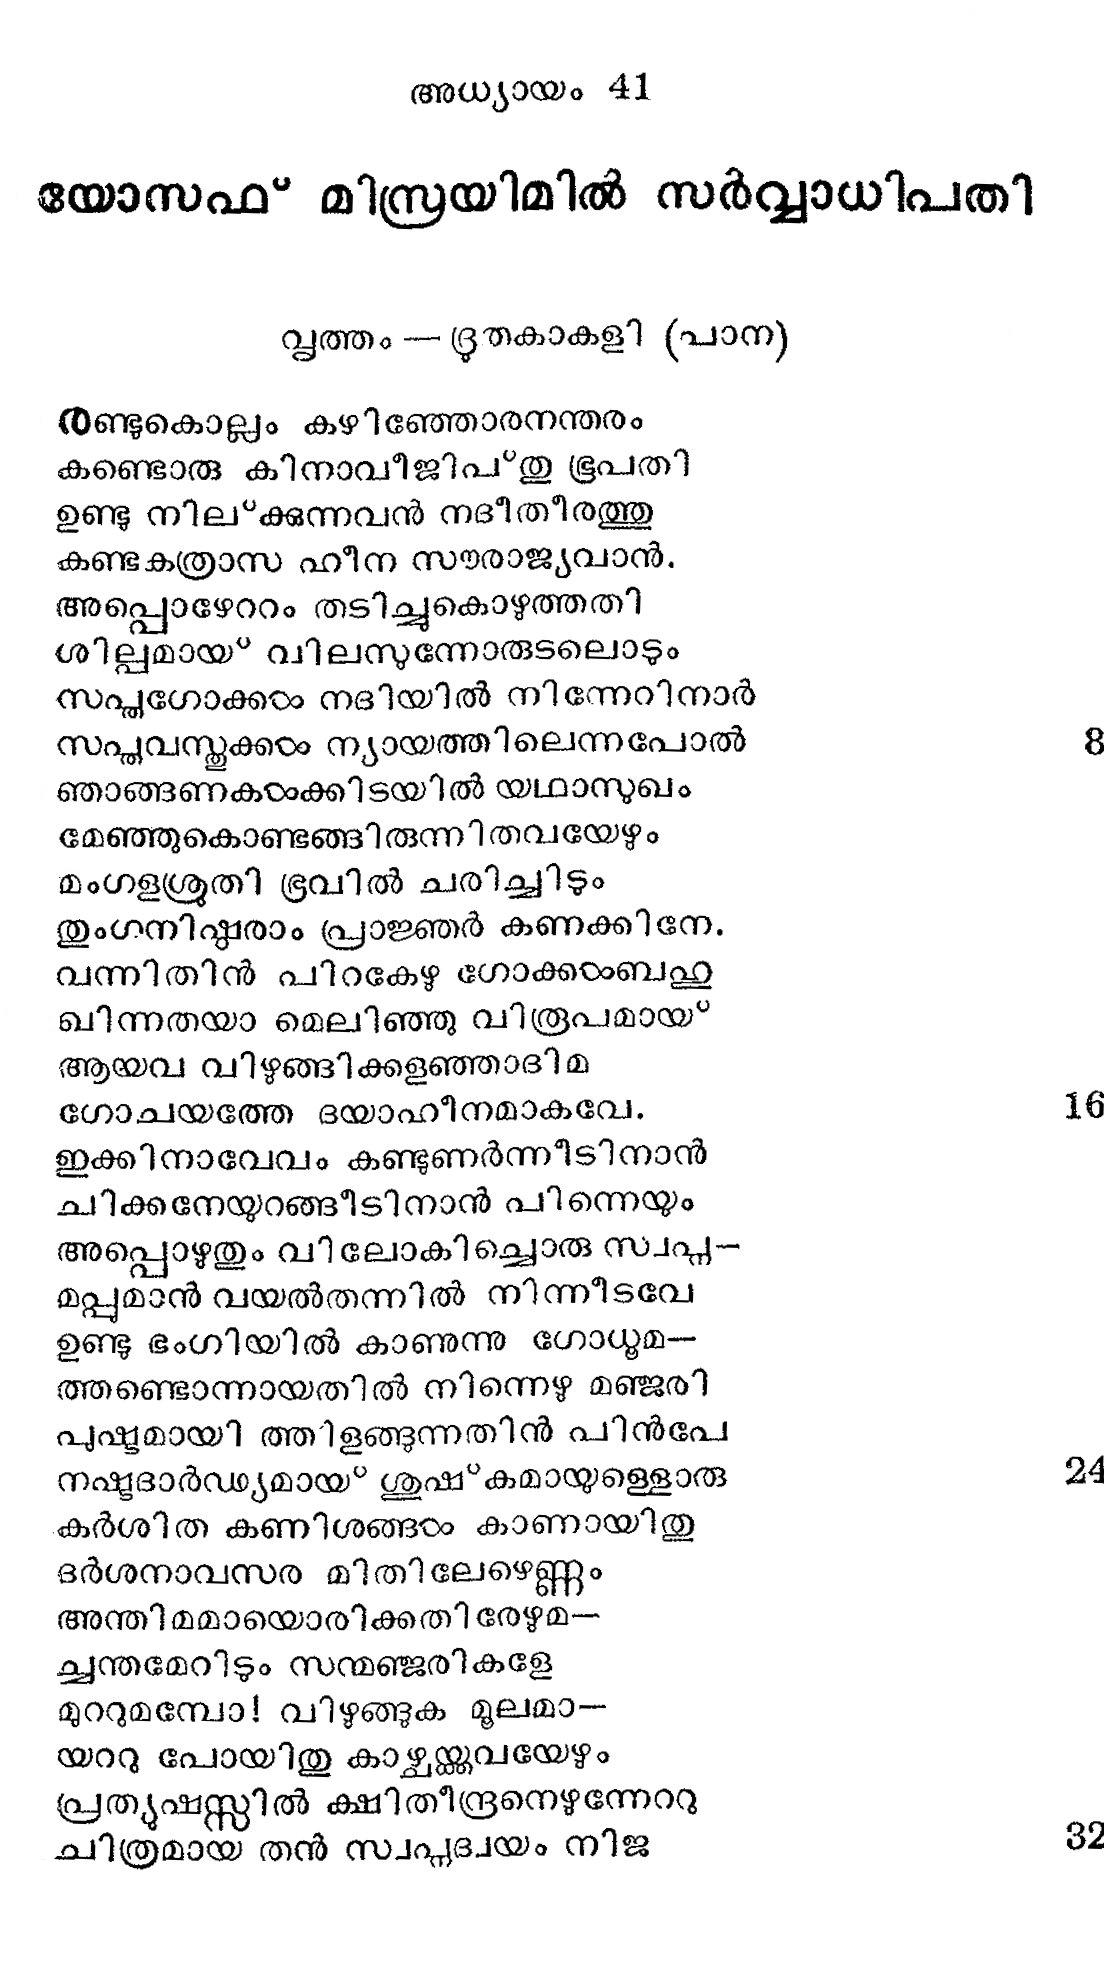 അധ്യായം 41
യോസഫ് മിസ്രയിമിൽ സർവ്വാധിപതി
വൃത്തം — ദ്രുതകാകളി (പാന)
രണ്ടുകൊല്ലം കഴിഞ്ഞോരനന്തരം
കണ്ടൊരു കിനാവീജിപ്തു ഭൂപതി
ഉണ്ടു നില്ക്കുന്നവൻ നദീതീരത്തു
കണ്ടകത്രാസ ഹീന സൗരാജ്യവാൻ.
അപ്പൊഴേററം തടിച്ചുകൊഴുത്തതി
ശില്പമായ് വിലസുന്നോരുടലൊടും
സപ്തഗോക്കൾ നദിയിൽ നിന്നേറിനാർ
സപ്തവസ്തുക്കൾ ന്യായത്തിലെന്നപോൽ 8
ഞാങ്ങണകൾക്കിടയിൽ യഥാസുഖം
മേഞ്ഞുകൊണ്ടങ്ങിരുന്നിതവയേഴും
മംഗളശ്രുതി ഭൂവിൽ ചരിച്ചിടും
തുംഗനിഷ്ഠരാം പ്രാജ്ഞർ കണക്കിനേ.
വന്നിതിൻ പിറകേഴു ഗോക്കൾബഹു
ഖിന്നതയാ മെലിഞ്ഞു വിരൂപമായ്
ആയവ വിഴുങ്ങിക്കളഞ്ഞാദിമ
ഗോചയത്തേ ദയാഹീനമാകവേ. 16
ഇക്കിനാവേവം കണ്ടുണർന്നീടിനാൻ
ചിക്കനേയുറങ്ങീടിനാൻ പിന്നെയും
അപ്പൊഴുതും വിലോകിച്ചൊരു സ്വപ്ന—
മപ്പുമാൻ വയൽതന്നിൽ നിന്നീടവേ
ഉണ്ടു ഭംഗിയിൽ കാണുന്നു ഗോധൂമ—
ത്തണ്ടൊന്നായതിൽ നിന്നെഴു മഞ്ജരി
പുഷ്ടമായി ത്തിളങ്ങുന്നതിൻ പിൻപേ
നഷ്ടദാർഢ്യമായ് ശുഷ്കമായുള്ളൊരു 24
കർശിത കണിശങ്ങൾ കാണായിതു
ദർശനാവസര മിതിലേഴെണ്ണം
അന്തിമമായൊരിക്കതിരേഴുമ—
ച്ചന്തമേറിടും സന്മഞ്ജരികളേ
മുററുമമ്പോ! വിഴുങ്ങുക മൂലമാ—
യററു പോയിതു കാഴ്ചയ്ക്കവയേഴും
പ്രത്യുഷസ്സിൽ ക്ഷിതീന്ദ്രനെഴുന്നേററു
ചിത്രമായ തൻ സ്വപ്നദ്വയം നിജ 32